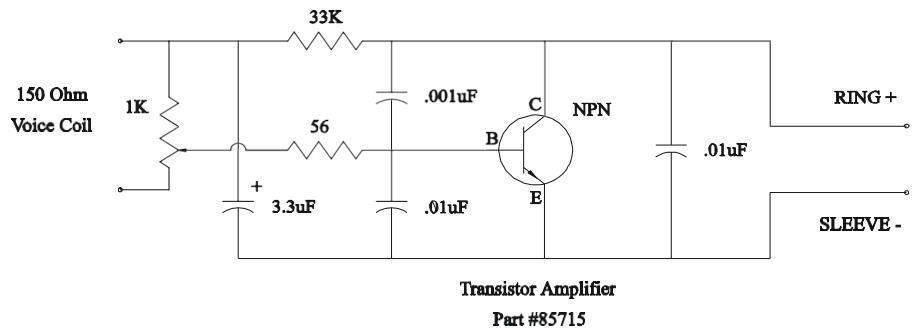 33K
150 Ohm
Voice Coil
1K
.001uF
C
NPN
RING +
56
B
.01uF
+
3.3uF
.01uF
E
SLEEVE -
Transistor Amplifier
Part #85715